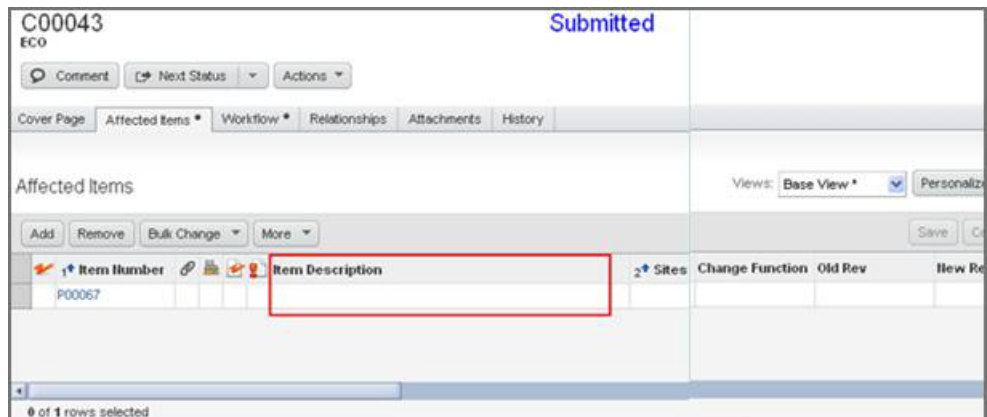 C00043
Submitted
ECO
Comment Next Status Actions
Cover Page Affected Items * Workflow * Relationships Attachments History
Affected Items
Views: Base View * Personalize
Add Remove Bulk Change More
Save
1 Item Number Item Description 2 Sites Change Function Old Rev New Re
P00067
0 of 1 rows selected